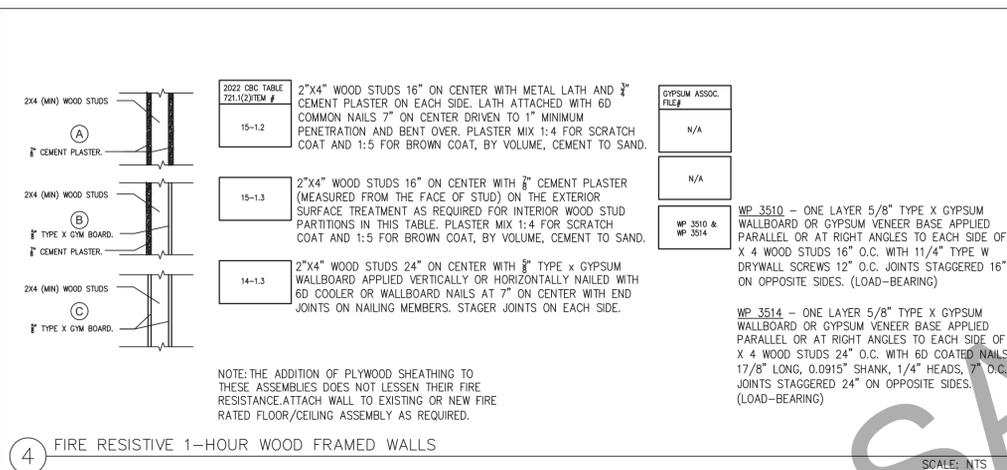 2X4 (MIN) WOOD STUDS
A
7/8" CEMENT PLASTER.
2X4 (MIN) WOOD STUDS
B
5/8" TYPE X GYM BOARD.
7/8" CEMENT PLASTER.
2X4 (MIN) WOOD STUDS
C
5/8" TYPE X GYM BOARD.
2022 CBC TABLE
721.1(2)ITEM #
15-1.2
2"X4" WOOD STUDS 16" ON CENTER WITH METAL LATH AND
CEMENT PLASTER ON EACH SIDE. LATH ATTACHED WITH 6D
COMMON NAILS 7" ON CENTER DRIVEN TO 1" MINIMUM
PENETRATION AND BENT OVER. PLASTER MIX 1:4 FOR SCRATCH
COAT AND 1:5 FOR BROWN COAT, BY VOLUME, CEMENT TO SAND.
15-1.3
2"X4" WOOD STUDS 16" ON CENTER WITH 7/8" CEMENT PLASTER
(MEASURED FROM THE FACE OF STUD) ON THE EXTERIOR
SURFACE TREATMENT AS REQUIRED FOR INTERIOR WOOD STUD
PARTITIONS IN THIS TABLE. PLASTER MIX 1:4 FOR SCRATCH
COAT AND 1:5 FOR BROWN COAT, BY VOLUME, CEMENT TO SAND.
14-1.3
2"X4" WOOD STUDS 24" ON CENTER WITH 5/8" TYPE x GYPSUM
WALLBOARD APPLIED VERTICALLY OR HORIZONTALLY NAILED WITH
6D COOLER OR WALLBOARD NAILS AT 7" ON CENTER WITH END
JOINTS ON NAILING MEMBERS. STAGER JOINTS ON EACH SIDE.
NOTE: THE ADDITION OF PLYWOOD SHEATHING TO
THESE ASSEMBLIES DOES NOT LESSEN THEIR FIRE
RESISTANCE.ATTACH WALL TO EXISTING OR NEW FIRE
RATED FLOOR/CEILING ASSEMBLY AS REQUIRED.
GYPSUM ASSOC.
FILE#
N/A
N/A
WP 3510 &
WP 3514
WP 3510 – ONE LAYER 5/8" TYPE X GYPSUM
WALLBOARD OR GYPSUM VENEER BASE APPLIED
PARALLEL OR AT RIGHT ANGLES TO EACH SIDE OF
X 4 WOOD STUDS 16" O.C. WITH 11/4" TYPE W
DRYWALL SCREWS 12" O.C. JOINTS STAGGERED 16"
ON OPPOSITE SIDES. (LOAD-BEARING)
WP 3514 – ONE LAYER 5/8" TYPE X GYPSUM
WALLBOARD OR GYPSUM VENEER BASE APPLIED
PARALLEL OR AT RIGHT ANGLES TO EACH SIDE OF
X 4 WOOD STUDS 24" O.C. WITH 6D COATED NAILS
17/8" LONG, 0.0915" SHANK, 1/4" HEADS, 7" O.C.
JOINTS STAGGERED 24" ON OPPOSITE SIDES.
(LOAD-BEARING)
4
FIRE RESISTIVE 1-HOUR WOOD FRAMED WALLS
SCALE: NTS